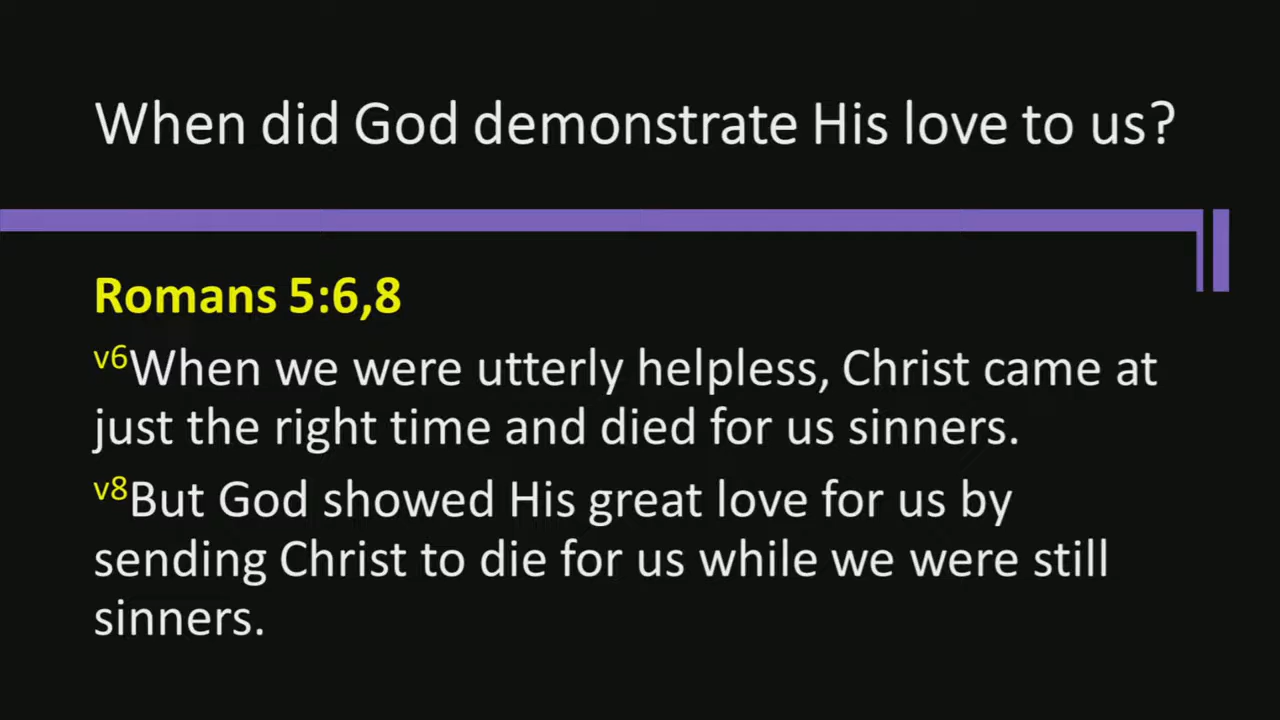 When did God demonstrate His love to us?
Romans 5:6,8
v6When we were utterly helpless, Christ came at
just the right time and died for us sinners.
v8But God showed His great love for us by
sending Christ to die for us while we were still
sinners.